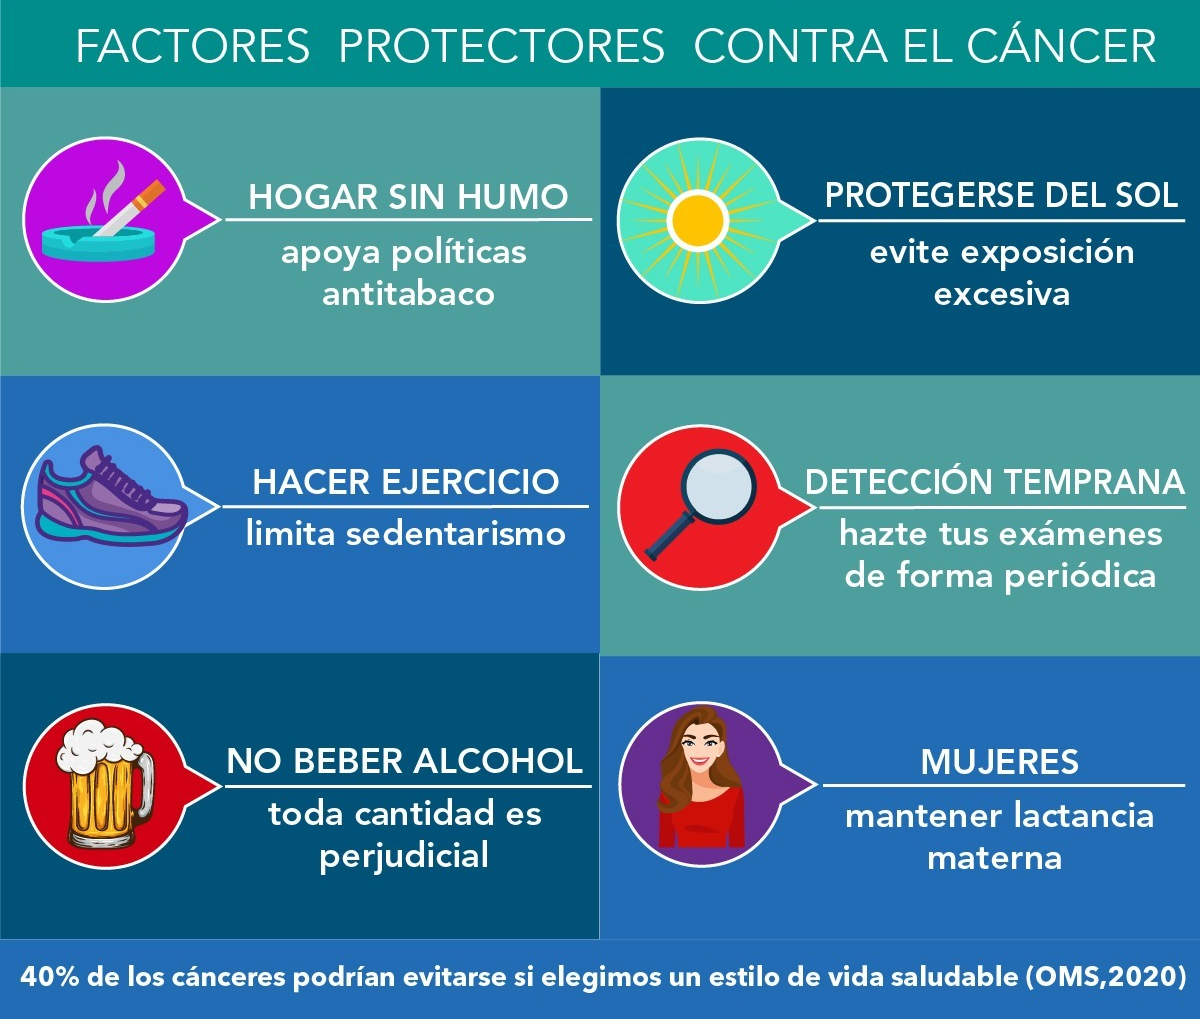 FACTORES PROTECTORES CONTRA EL CÁNCER
HOGAR SIN HUMO
apoya políticas
antitabaco
PROTEGERSE DEL SOL
evite exposición
excesiva
HACER EJERCICIO
limita sedentarismo
DETECCIÓN TEMPRANA
hazte tus exámenes
de forma periódica
NO BEBER ALCOHOL
toda cantidad es
perjudicial
MUJERES
mantener lactancia
materna
40% de los cánceres podrían evitarse si elegimos un estilo de vida saludable (OMS,2020)